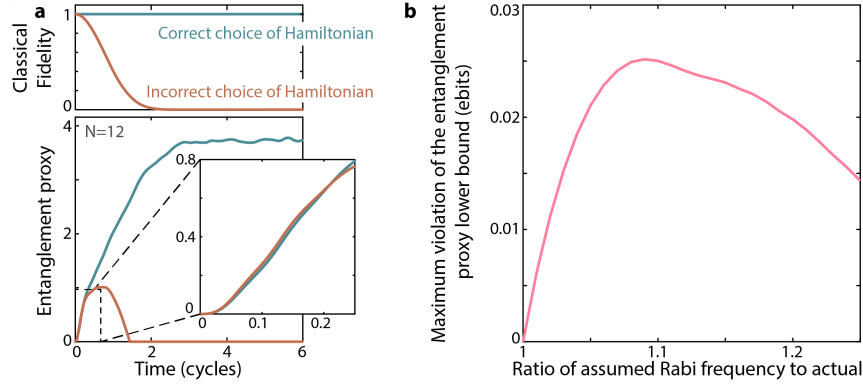 a
Classical
Fidelity
1
0
Correct choice of Hamiltonian
Incorrect choice of Hamiltonian
Entanglement proxy
4
2
0
N=12
0.8
0.4
0
0
0.1
0.2
2
4
6
Time (cycles)
b
Maximum violation of the entanglement
proxy lower bound (ebits)
0.03
0.02
0.01
0
1
1.1
1.2
Ratio of assumed Rabi frequency to actual